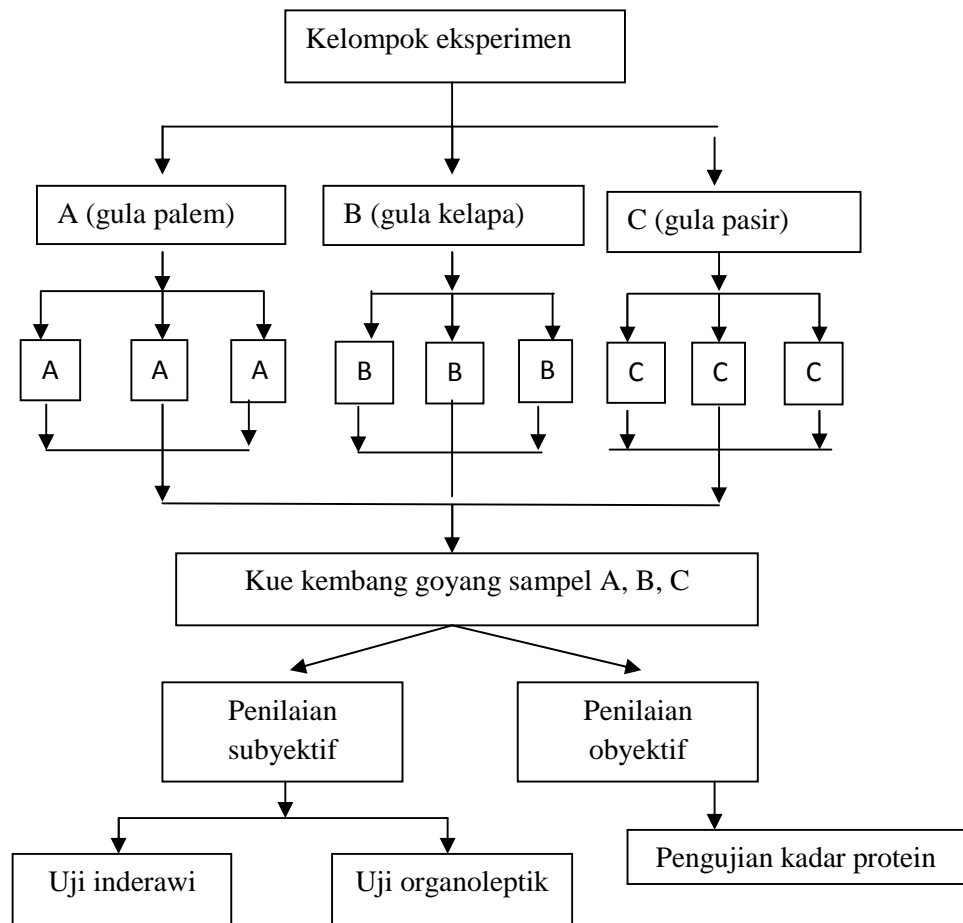 Kelompok eksperimen
A (gula palem)
B (gula kelapa)
C (gula pasir)
A
A
A
B
B
B
C
C
C
Kue kembang goyang sampel A, B, C
Penilaian
subyektif
Penilaian
obyektif
Uji inderawi
Uji organoleptik
Pengujian kadar protein